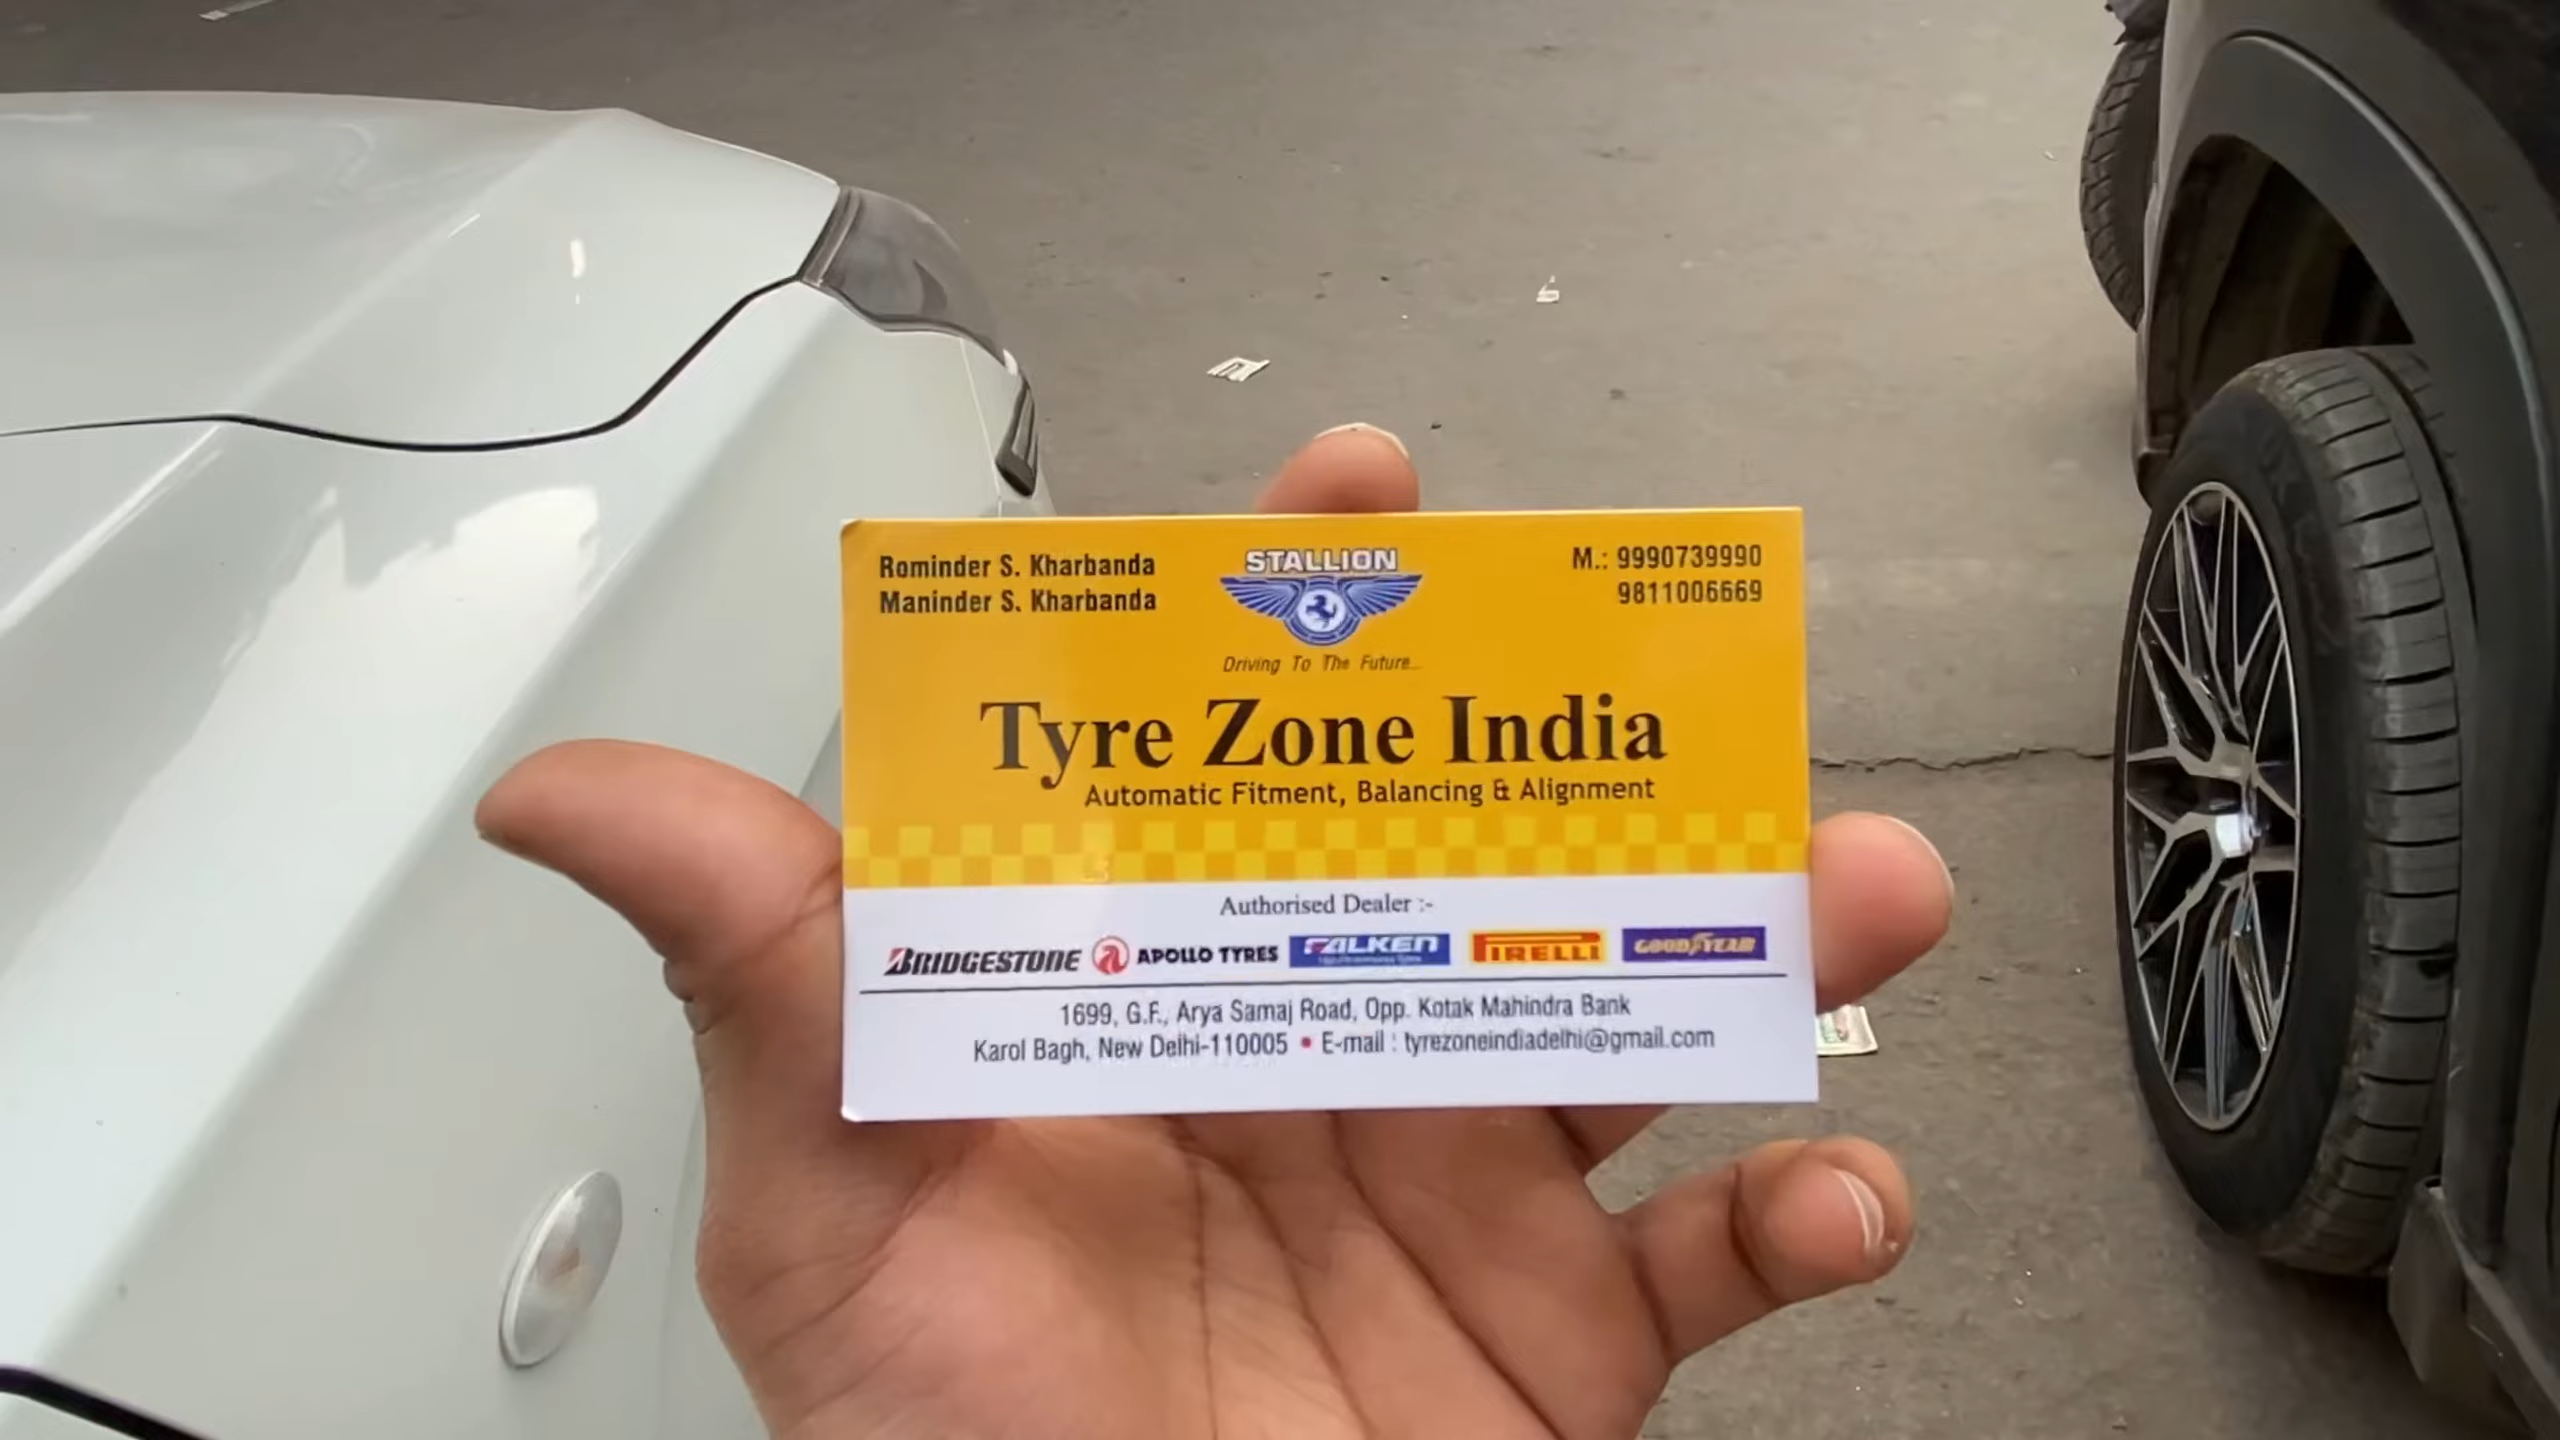 Rominder S. Kharbanda
Maninder S. Kharbanda
STALLION
Driving To The Future...
M.: 9990739990
9811006669
Tyre Zone India
Automatic Fitment, Balancing & Alignment
Authorised Dealer :-
BRIDGESTONE APOLLO TYRES FALKEN PIRELLI GOODYEAR
1699, G.F., Arya Samaj Road, Opp. Kotak Mahindra Bank
Karol Bagh, New Delhi-110005 • E-mail : tyrezoneindiadelhi@gmail.com